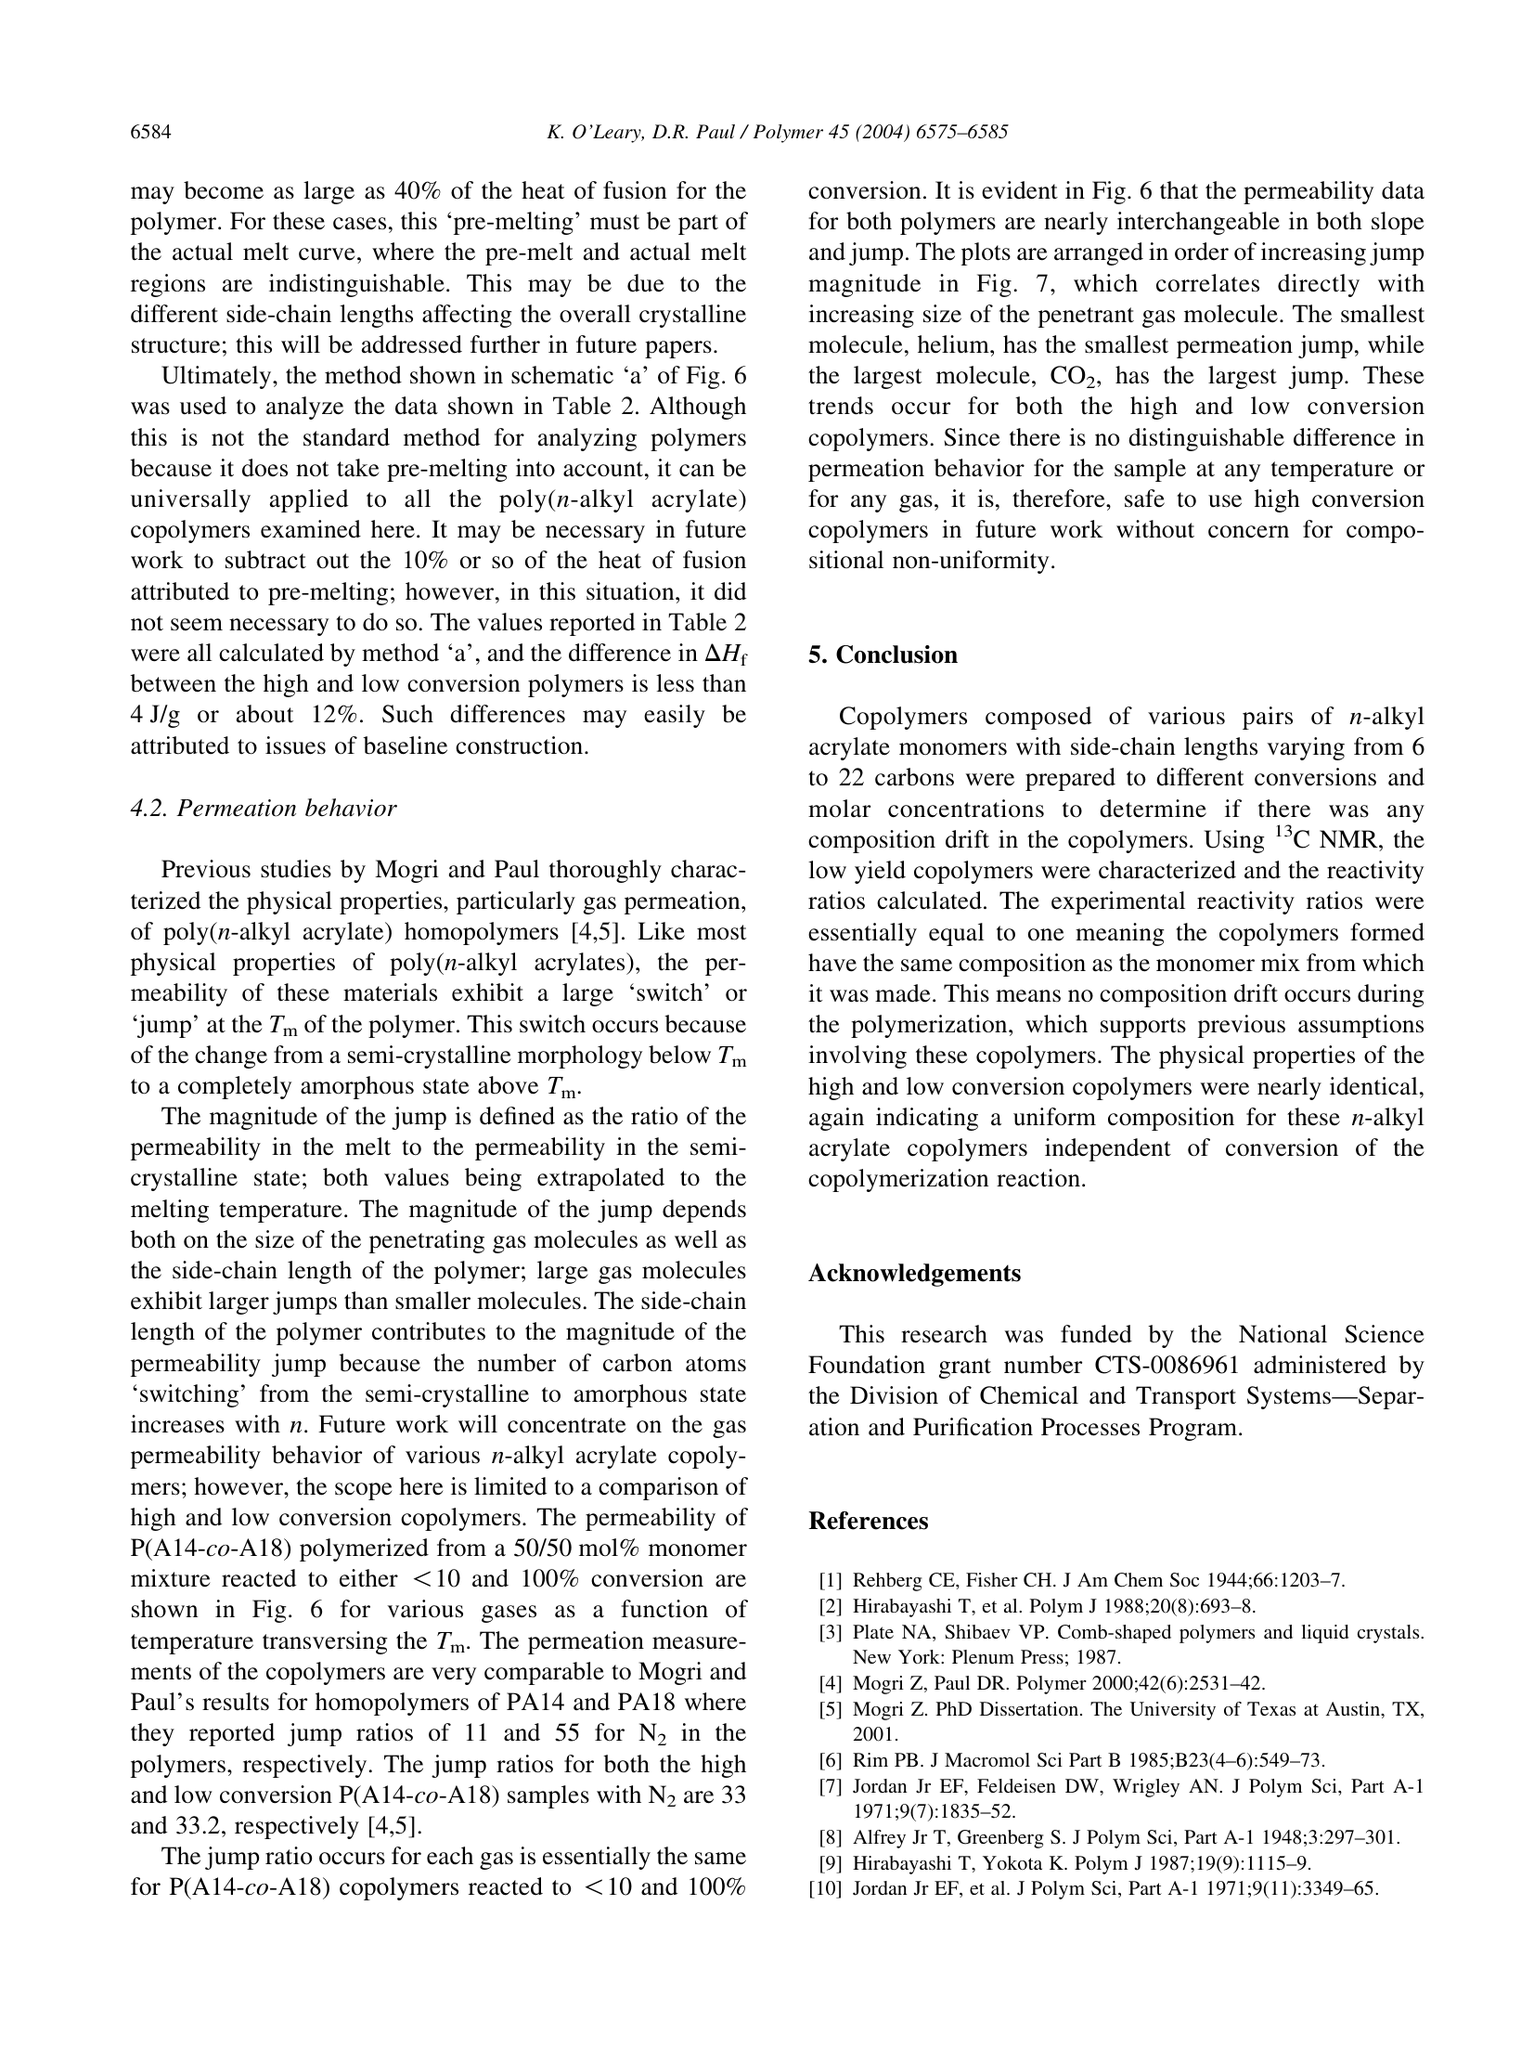 6584
K. O'Leary, D.R. Paul / Polymer 45 (2004) 6575–6585
may become as large as 40% of the heat of fusion for the
polymer. For these cases, this ‘pre-melting’ must be part of
the actual melt curve, where the pre-melt and actual melt
regions are indistinguishable. This may be due to the
different side-chain lengths affecting the overall crystalline
structure; this will be addressed further in future papers.
Ultimately, the method shown in schematic ‘a’ of Fig. 6
was used to analyze the data shown in Table 2. Although
this is not the standard method for analyzing polymers
because it does not take pre-melting into account, it can be
universally applied to all the poly(n-alkyl acrylate)
copolymers examined here. It may be necessary in future
work to subtract out the 10% or so of the heat of fusion
attributed to pre-melting; however, in this situation, it did
not seem necessary to do so. The values reported in Table 2
were all calculated by method ‘a’, and the difference in ΔHf
between the high and low conversion polymers is less than
4 J/g or about 12%. Such differences may easily be
attributed to issues of baseline construction.
4.2. Permeation behavior
Previous studies by Mogri and Paul thoroughly charac-
terized the physical properties, particularly gas permeation,
of poly(n-alkyl acrylate) homopolymers [4,5]. Like most
physical properties of poly(n-alkyl acrylates), the per-
meability of these materials exhibit a large ‘switch’ or
‘jump’ at the Tm of the polymer. This switch occurs because
of the change from a semi-crystalline morphology below Tm
to a completely amorphous state above Tm.
The magnitude of the jump is defined as the ratio of the
permeability in the melt to the permeability in the semi-
crystalline state; both values being extrapolated to the
melting temperature. The magnitude of the jump depends
both on the size of the penetrating gas molecules as well as
the side-chain length of the polymer; large gas molecules
exhibit larger jumps than smaller molecules. The side-chain
length of the polymer contributes to the magnitude of the
permeability jump because the number of carbon atoms
‘switching’ from the semi-crystalline to amorphous state
increases with n. Future work will concentrate on the gas
permeability behavior of various n-alkyl acrylate copoly-
mers; however, the scope here is limited to a comparison of
high and low conversion copolymers. The permeability of
P(A14-co-A18) polymerized from a 50/50 mol% monomer
mixture reacted to either <10 and 100% conversion are
shown in Fig. 6 for various gases as a function of
temperature transversing the Tm. The permeation measure-
ments of the copolymers are very comparable to Mogri and
Paul's results for homopolymers of PA14 and PA18 where
they reported jump ratios of 11 and 55 for N2 in the
polymers, respectively. The jump ratios for both the high
and low conversion P(A14-co-A18) samples with N2 are 33
and 33.2, respectively [4,5].
The jump ratio occurs for each gas is essentially the same
for P(A14-co-A18) copolymers reacted to <10 and 100%
conversion. It is evident in Fig. 6 that the permeability data
for both polymers are nearly interchangeable in both slope
and jump. The plots are arranged in order of increasing jump
magnitude in Fig. 7, which correlates directly with
increasing size of the penetrant gas molecule. The smallest
molecule, helium, has the smallest permeation jump, while
the largest molecule, CO2, has the largest jump. These
trends occur for both the high and low conversion
copolymers. Since there is no distinguishable difference in
permeation behavior for the sample at any temperature or
for any gas, it is, therefore, safe to use high conversion
copolymers in future work without concern for compo-
sitional non-uniformity.
5. Conclusion
Copolymers composed of various pairs of n-alkyl
acrylate monomers with side-chain lengths varying from 6
to 22 carbons were prepared to different conversions and
molar concentrations to determine if there was any
composition drift in the copolymers. Using 13C NMR, the
low yield copolymers were characterized and the reactivity
ratios calculated. The experimental reactivity ratios were
essentially equal to one meaning the copolymers formed
have the same composition as the monomer mix from which
it was made. This means no composition drift occurs during
the polymerization, which supports previous assumptions
involving these copolymers. The physical properties of the
high and low conversion copolymers were nearly identical,
again indicating a uniform composition for these n-alkyl
acrylate copolymers independent of conversion of the
copolymerization reaction.
Acknowledgements
This research was funded by the National Science
Foundation grant number CTS-0086961 administered by
the Division of Chemical and Transport Systems—Separ-
ation and Purification Processes Program.
References
[1] Rehberg CE, Fisher CH. J Am Chem Soc 1944;66:1203–7.
[2] Hirabayashi T, et al. Polym J 1988;20(8):693–8.
[3] Plate NA, Shibaev VP. Comb-shaped polymers and liquid crystals.
New York: Plenum Press; 1987.
[4] Mogri Z, Paul DR. Polymer 2000;42(6):2531–42.
[5] Mogri Z. PhD Dissertation. The University of Texas at Austin, TX,
2001.
[6] Rim PB. J Macromol Sci Part B 1985;B23(4–6):549–73.
[7] Jordan Jr EF, Feldeisen DW, Wrigley AN. J Polym Sci, Part A-1
1971;9(7):1835–52.
[8] Alfrey Jr T, Greenberg S. J Polym Sci, Part A-1 1948;3:297–301.
[9] Hirabayashi T, Yokota K. Polym J 1987;19(9):1115–9.
[10] Jordan Jr EF, et al. J Polym Sci, Part A-1 1971;9(11):3349–65.